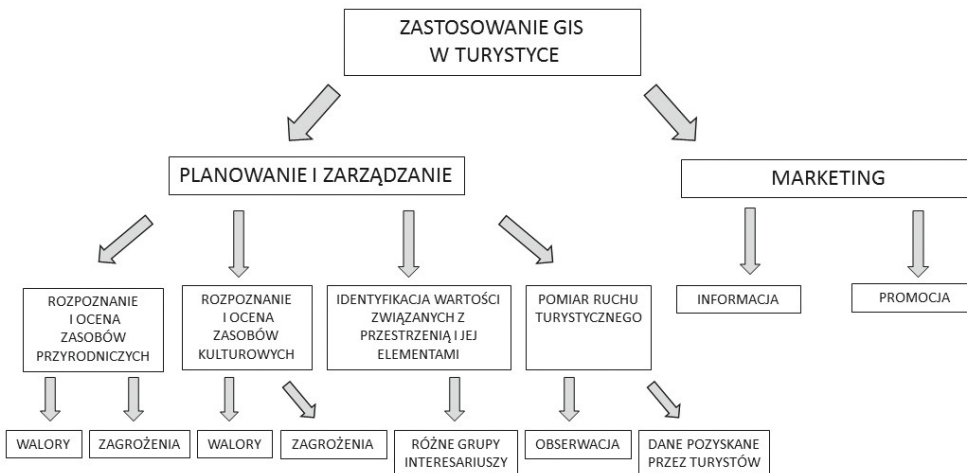 ZASTOSOWANIE GIS
W TURYSTYCE
PLANOWANIE I ZARZĄDZANIE
MARKETING
ROZPOZNANIE
I OCENA
ZASOBÓW
PRZYRODNICZYCH
ROZPOZNANIE
I OCENA
ZASOBÓW
KULTUROWYCH
IDENTYFIKACJA WARTOŚCI
ZWIĄZANYCH Z
PRZESTRZENIĄ I JEJ
ELEMENTAMI
POMIAR RUCHU
TURYSTYCZNEGO
INFORMACJA
PROMOCJA
WALORY
ZAGROŻENIA
WALORY
ZAGROŻENIA
RÓŻNE GRUPY
INTERESARIUSZY
OBSERWACJA
DANE POZYSKANE
PRZEZ TURYSTÓW